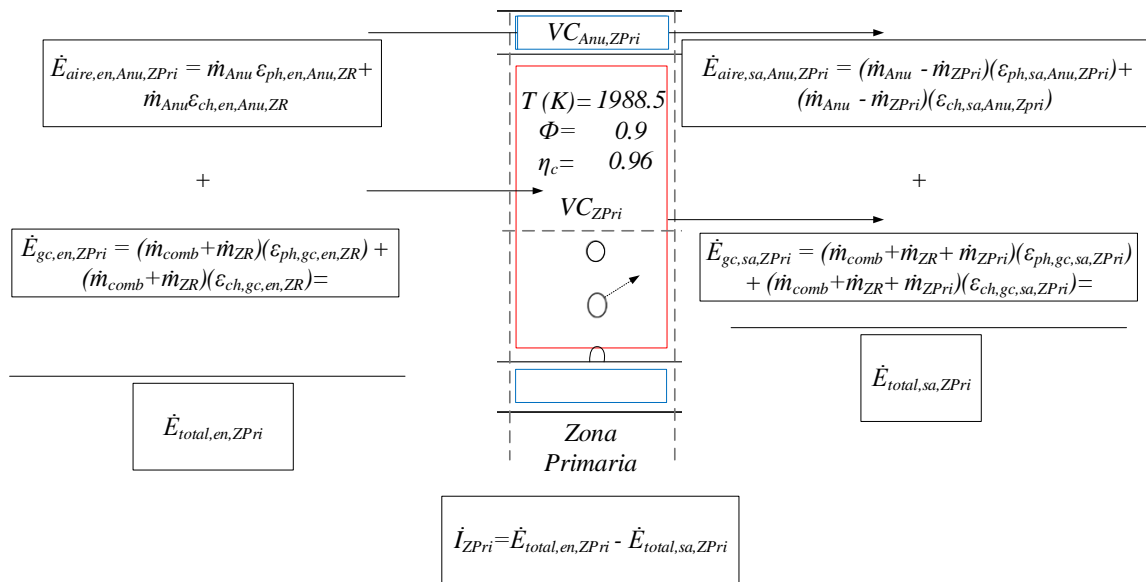 VC_{Anu,ZPri}
Ė_{aire,en,Anu,ZPri} = ṁ_{Anu} ε_{ph,en,Anu,ZR}+
ṁ_{Anu}ε_{ch,en,Anu,ZR}
Ė_{aire,sa,Anu,ZPri} = (ṁ_{Anu} - ṁ_{ZPri})(ε_{ph,sa,Anu,ZPri})+
(ṁ_{Anu} - ṁ_{ZPri})(ε_{ch,sa,Anu,Zpri})
T (K)= 1988.5
Φ= 0.9
η_c= 0.96
+
+
VC_{ZPri}
Ė_{gc,en,ZPri} = (ṁ_{comb}+ṁ_{ZR})(ε_{ph,gc,en,ZR}) +
(ṁ_{comb}+ṁ_{ZR})(ε_{ch,gc,en,ZR})=
Ė_{gc,sa,ZPri} = (ṁ_{comb}+ṁ_{ZR}+ ṁ_{ZPri})(ε_{ph,gc,sa,ZPri})
+ (ṁ_{comb}+ṁ_{ZR}+ ṁ_{ZPri})(ε_{ch,gc,sa,ZPri})=
Ė_{total,en,ZPri}
Ė_{total,sa,ZPri}
Zona
Primaria
İ_{ZPri}=Ė_{total,en,ZPri} - Ė_{total,sa,ZPri}